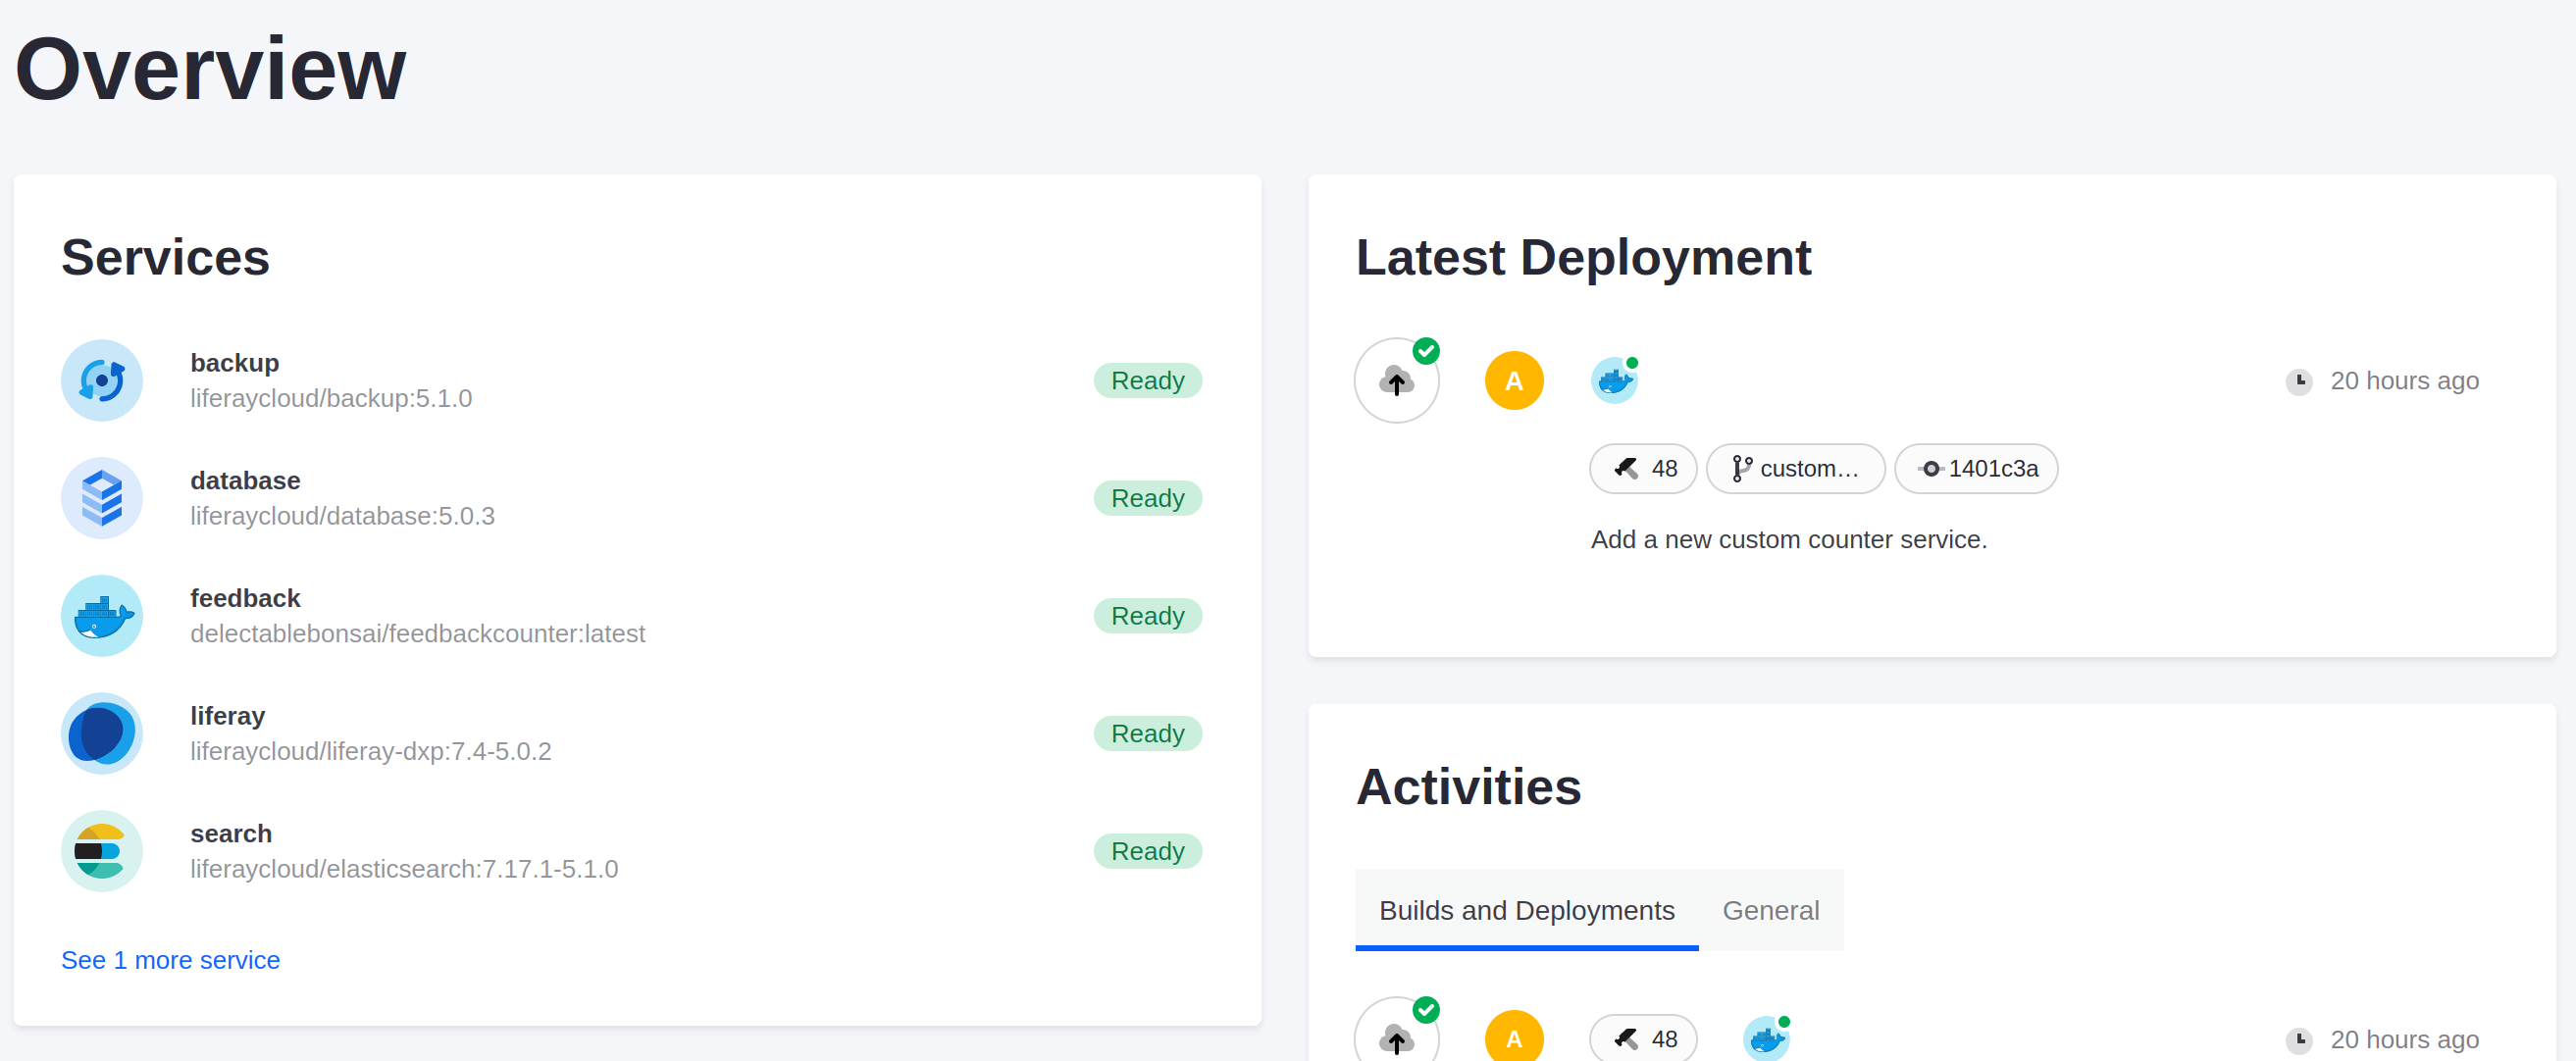 Overview
Services
backup
liferaycloud/backup:5.1.0
Ready
database
liferaycloud/database:5.0.3
Ready
feedback
delectablebonsai/feedbackcounter:latest
Ready
liferay
liferaycloud/liferay-dxp:7.4-5.0.2
Ready
search
liferaycloud/elasticsearch:7.17.1-5.1.0
Ready
See 1 more service
Latest Deployment
A
20 hours ago
48
custom…
1401c3a
Add a new custom counter service.
Activities
Builds and Deployments
General
A
48
20 hours ago